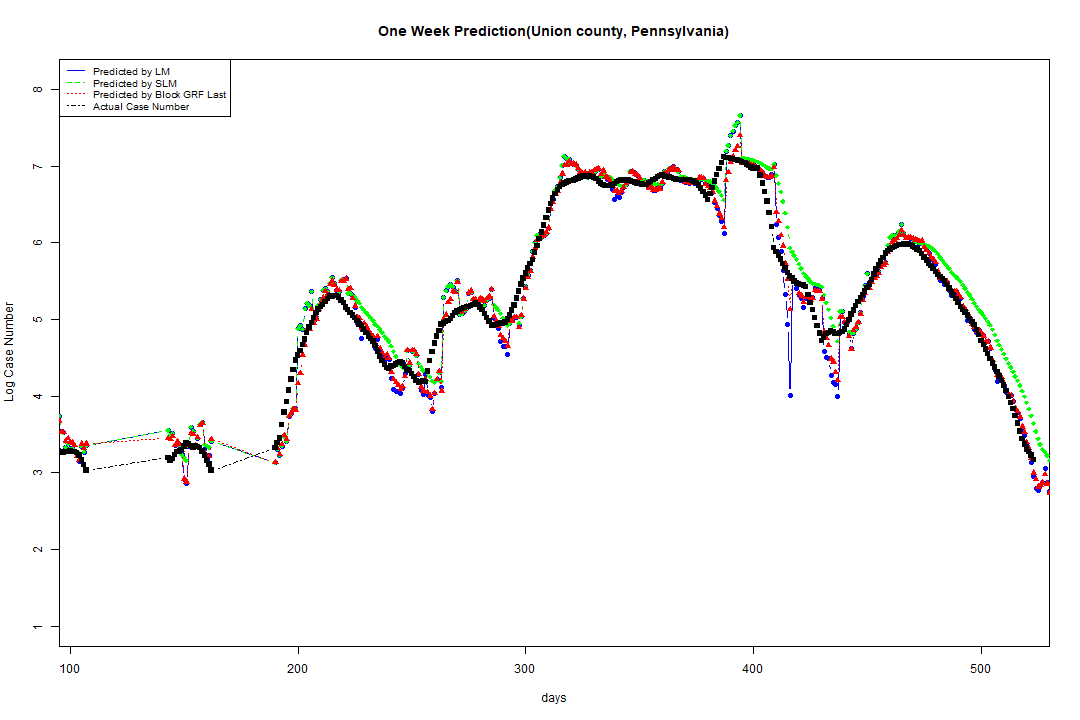 One Week Prediction(Union county, Pennsylvania)
Predicted by LM
Predicted by SLM
Predicted by Block GRF Last
Actual Case Number
8
7
6
5
4
3
2
1
Log Case Number
100 200 300 400 500
days